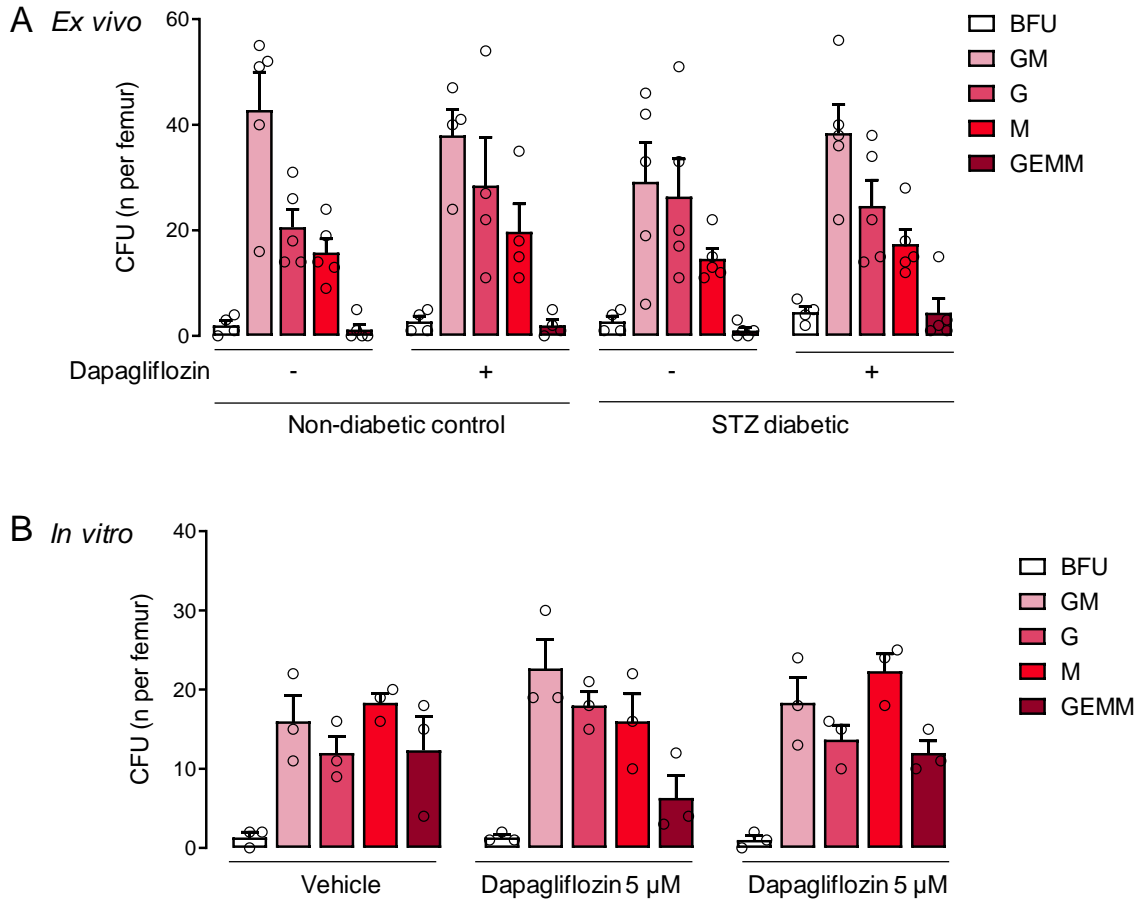 A Ex vivo
CFU (n per femur)
60
40
20
0
BFU
GM
G
M
GEMM
Dapagliflozin - + - +
Non-diabetic control STZ diabetic
B In vitro
CFU (n per femur)
40
30
20
10
0
BFU
GM
G
M
GEMM
Vehicle Dapagliflozin 5 µM Dapagliflozin 5 µM